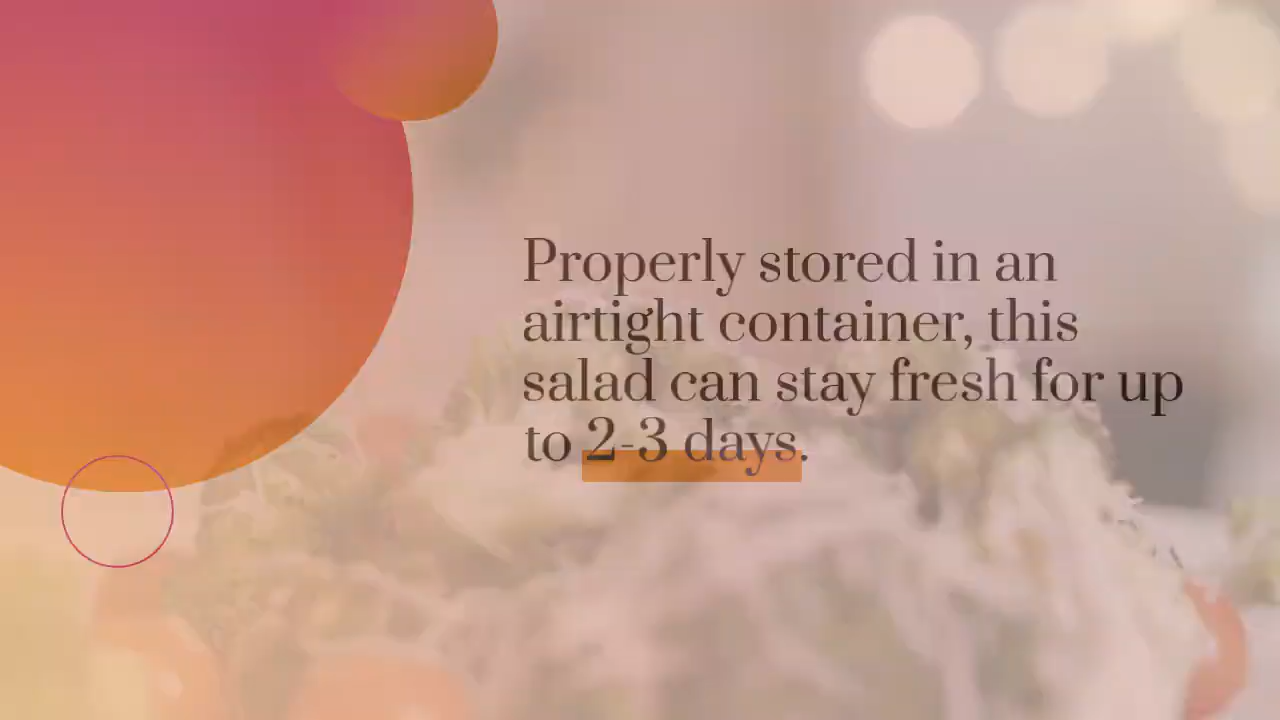 Properly stored in an
airtight container, this
salad can stay fresh for up
to 2-3 days.